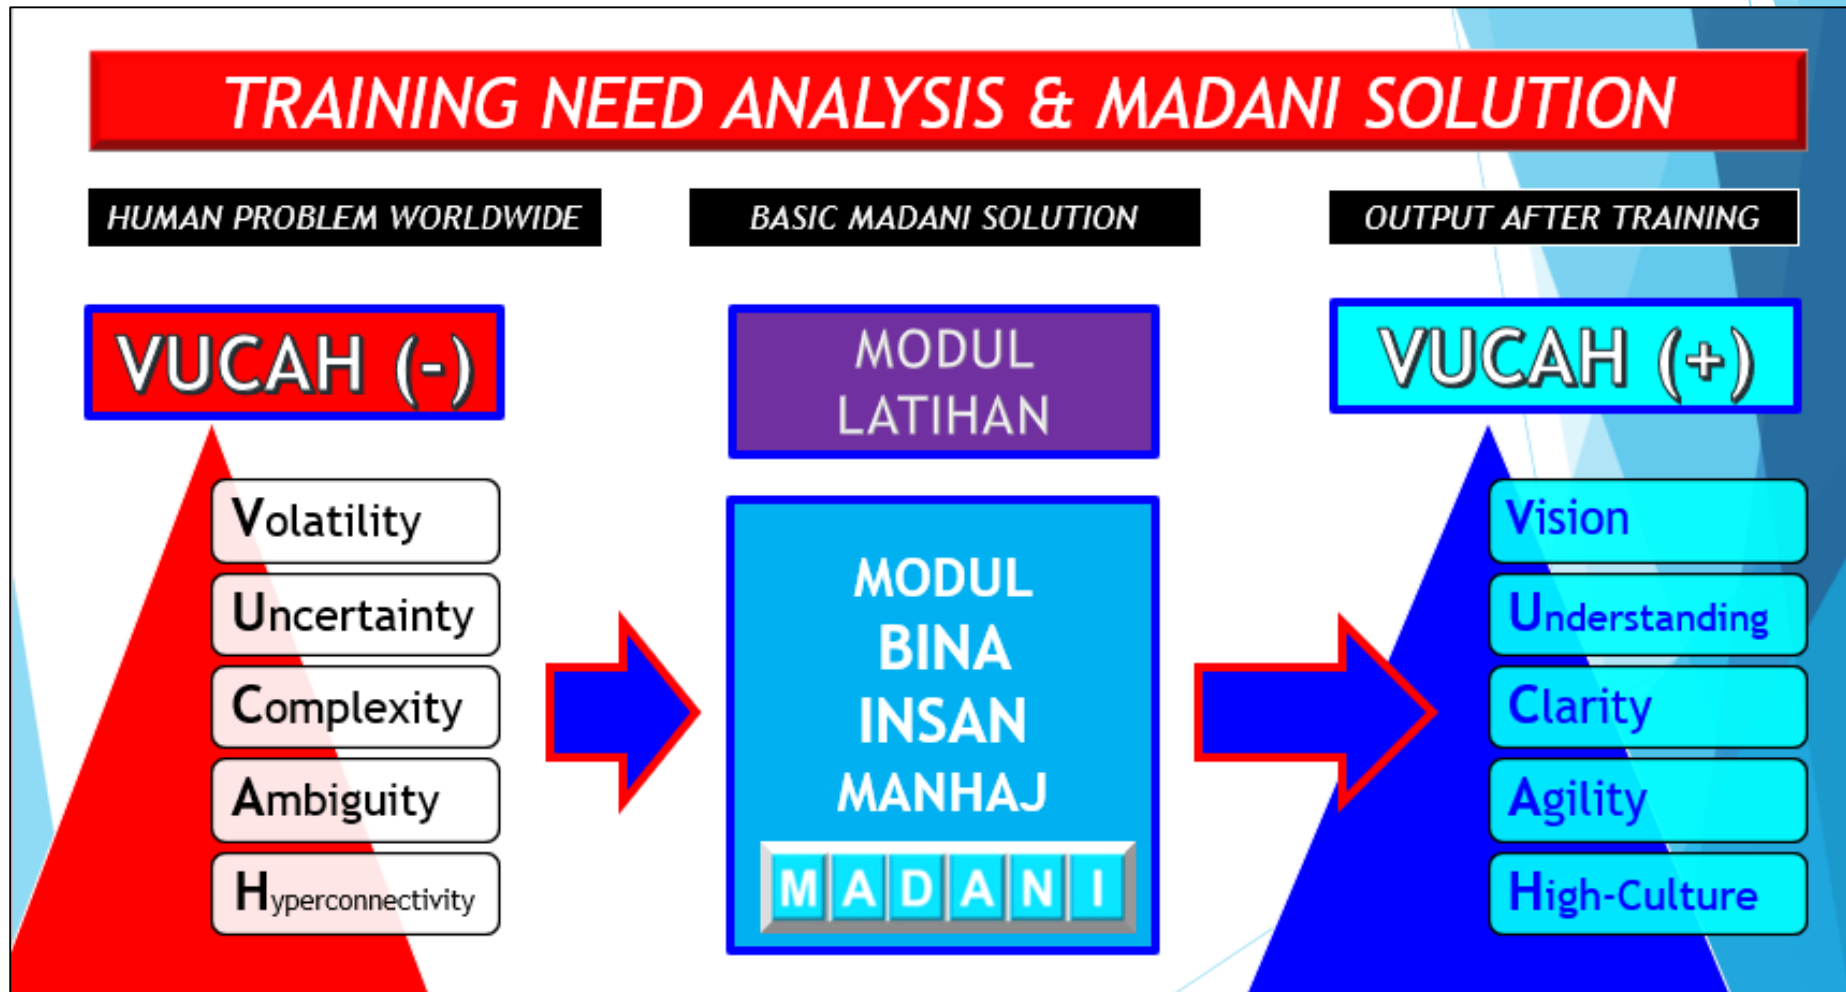 TRAINING NEED ANALYSIS & MADANI SOLUTION
HUMAN PROBLEM WORLDWIDE
VUCAH (-)
Volatility
Uncertainty
Complexity
Ambiguity
Hyperconnectivity
BASIC MADANI SOLUTION
MODUL
LATIHAN
MODUL
BINA
INSAN
MANHAJ
MADANI
OUTPUT AFTER TRAINING
VUCAH (+)
Vision
Understanding
Clarity
Agility
High-Culture